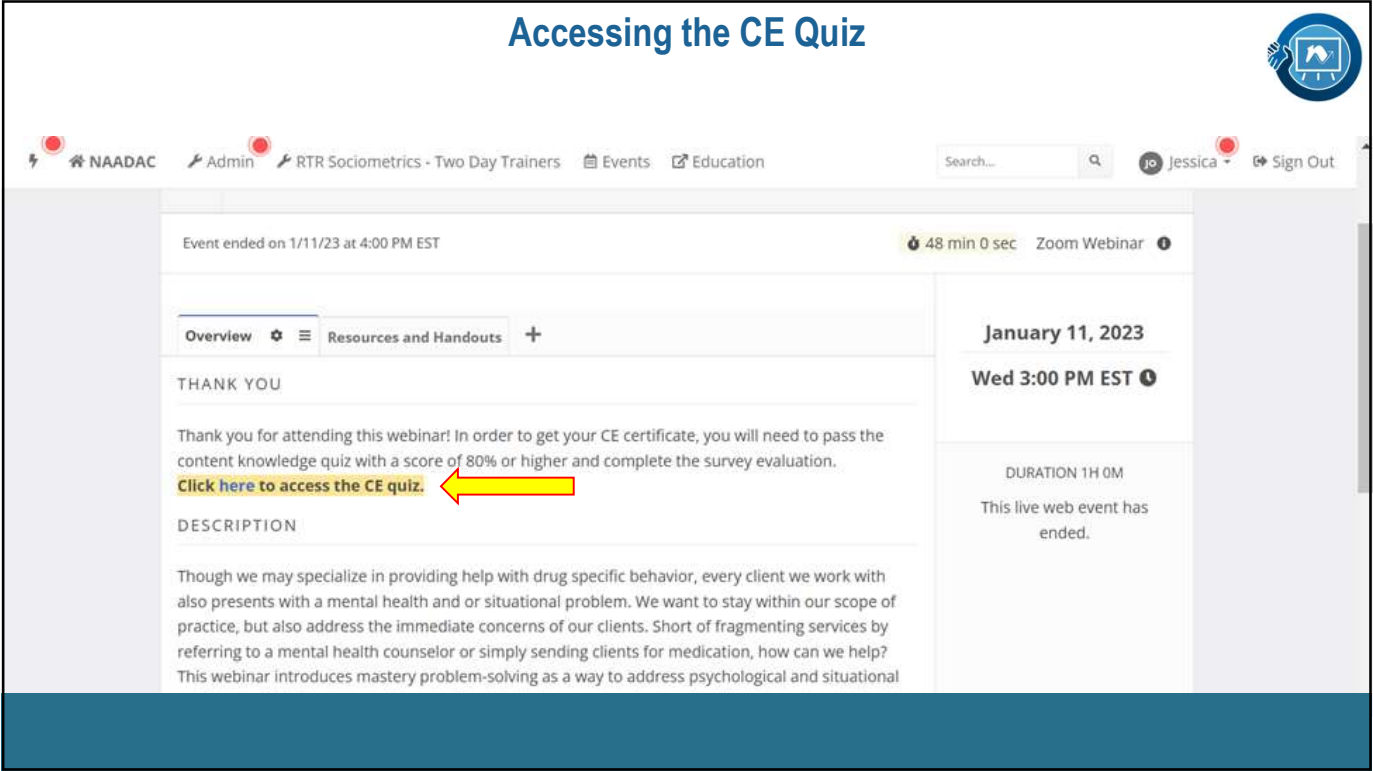 Accessing the CE Quiz
NAADAC Admin RTR Sociometrics - Two Day Trainers Events Education Search... JO Jessica Sign Out
Event ended on 1/11/23 at 4:00 PM EST 48 min 0 sec Zoom Webinar
Overview Resources and Handouts
January 11, 2023
Wed 3:00 PM EST
THANK YOU
Thank you for attending this webinar! In order to get your CE certificate, you will need to pass the
content knowledge quiz with a score of 80% or higher and complete the survey evaluation.
Click here to access the CE quiz.
DURATION 1H 0M
This live web event has
ended.
DESCRIPTION
Though we may specialize in providing help with drug specific behavior, every client we work with
also presents with a mental health and or situational problem. We want to stay within our scope of
practice, but also address the immediate concerns of our clients. Short of fragmenting services by
referring to a mental health counselor or simply sending clients for medication, how can we help?
This webinar introduces mastery problem-solving as a way to address psychological and situational